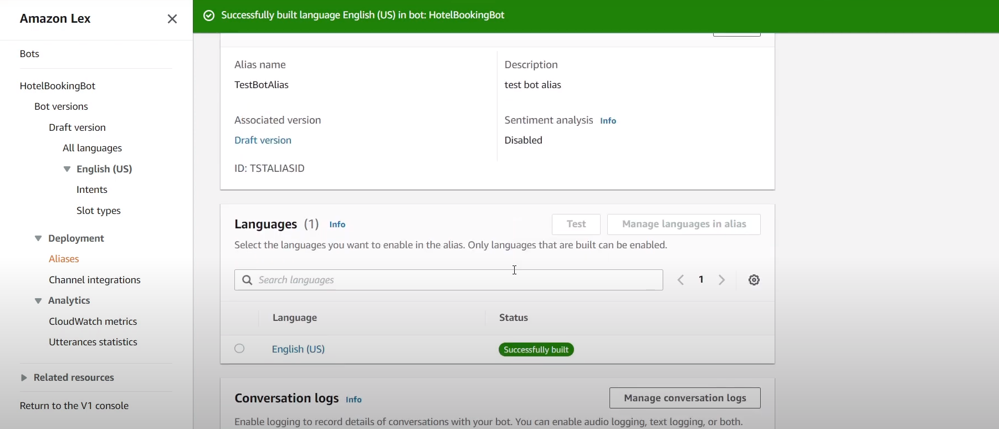 Amazon Lex
Successfully built language English (US) in bot: HotelBookingBot
Bots
HotelBookingBot
Bot versions
Draft version
All languages
English (US)
Intents
Slot types
Deployment
Aliases
Channel integrations
Analytics
CloudWatch metrics
Utterances statistics
Related resources
Return to the V1 console
Alias name
TestBotAlias
Description
test bot alias
Associated version
Draft version
ID: TSTALIASID
Sentiment analysis Info
Disabled
Languages (1) Info
Test
Manage languages in alias
Select the languages you want to enable in the alias. Only languages that are built can be enabled.
Search languages
1
Language Status
English (US) Successfully built
Conversation logs Info
Manage conversation logs
Enable logging to record details of conversations with your bot. You can enable audio logging, text logging, or both.